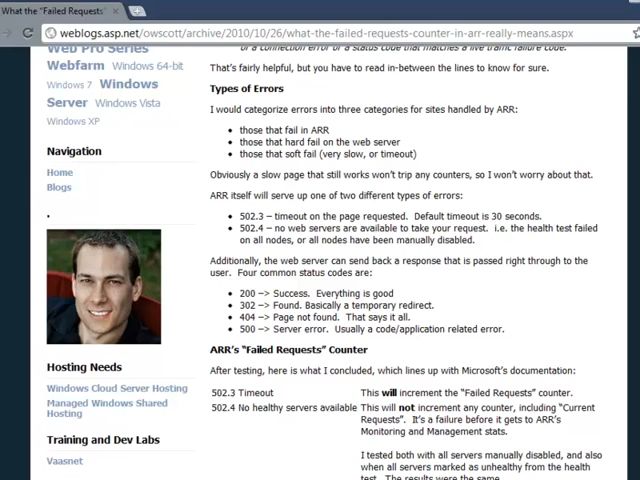 What the "Failed Requests"
weblogs.asp.net/owscott/archive/2010/10/26/what-the-failed-requests-counter-in-arr-really-means.aspx
Web Pro Series
Webfarm Windows 64-bit
Windows 7 Windows
Server Windows Vista
Windows XP
Navigation
Home
Blogs
Hosting Needs
Windows Cloud Server Hosting
Managed Windows Shared
Hosting
Training and Dev Labs
Vaasnet
of a connection error or a status code that matches a live traffic failure code.
That's fairly helpful, but you have to read in-between the lines to know for sure.
Types of Errors
I would categorize errors into three categories for sites handled by ARR:
• those that fail in ARR
• those that hard fail on the web server
• those that soft fail (very slow, or timeout)
Obviously a slow page that still works won't trip any counters, so I won't worry about that.
ARR itself will serve up one of two different types of errors:
• 502.3 – timeout on the page requested. Default timeout is 30 seconds.
• 502.4 – no web servers are available to take your request. i.e. the health test failed
on all nodes, or all nodes have been manually disabled.
Additionally, the web server can send back a response that is passed right through to the
user. Four common status codes are:
• 200 –> Success. Everything is good
• 302 –> Found. Basically a temporary redirect.
• 404 –> Page not found. That says it all.
• 500 –> Server error. Usually a code/application related error.
ARR's "Failed Requests" Counter
After testing, here is what I concluded, which lines up with Microsoft's documentation:
502.3 Timeout This will increment the "Failed Requests" counter.
502.4 No healthy servers available This will not increment any counter, including "Current
Requests". It's a failure before it gets to ARR's
Monitoring and Management stats.
I tested both with all servers manually disabled, and also
when all servers marked as unhealthy from the health
test. The results were the same.